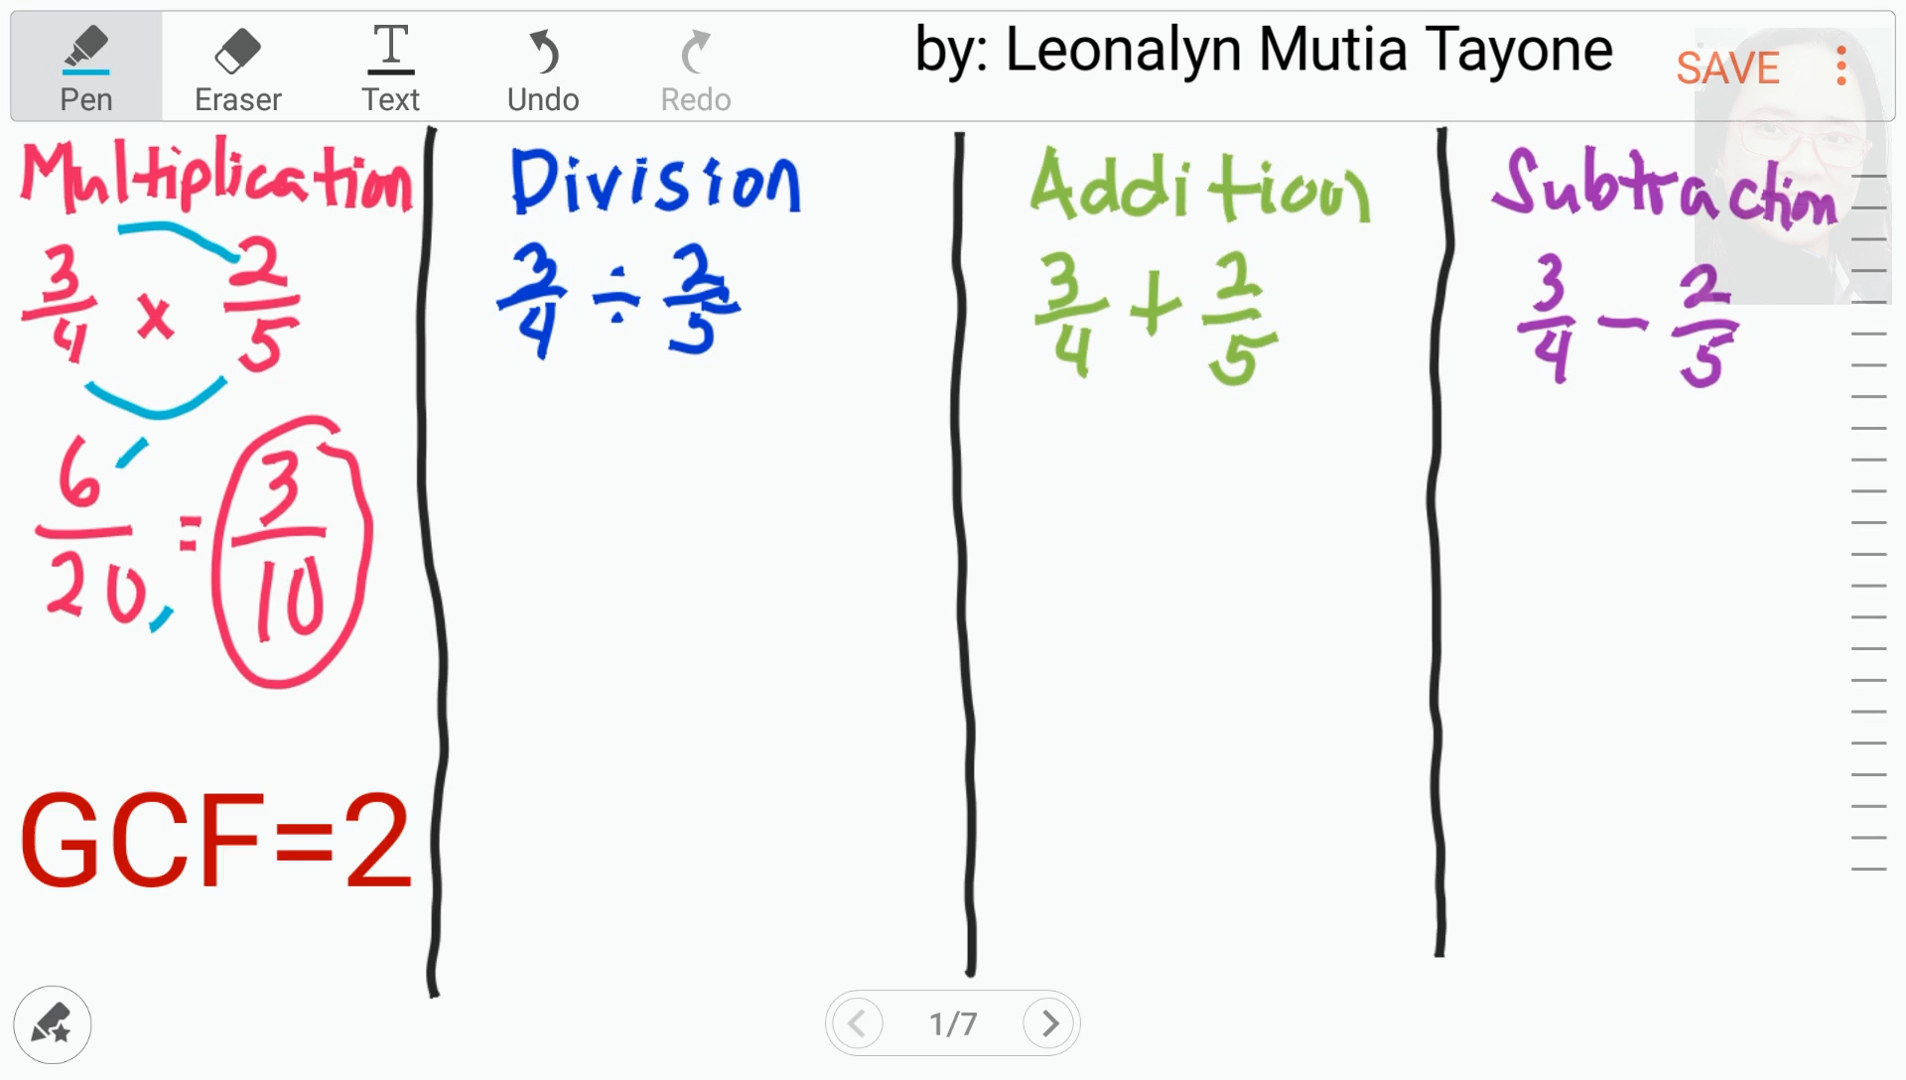 Pen Eraser Text Undo Redo
by: Leonalyn Mutia Tayone
SAVE
Multiplication
3/4 x 2/5
6/20 = 3/10
GCF=2
Division
3/4 ÷ 2/5
Addition
3/4 + 2/5
Subtraction
3/4 - 2/5
1/7